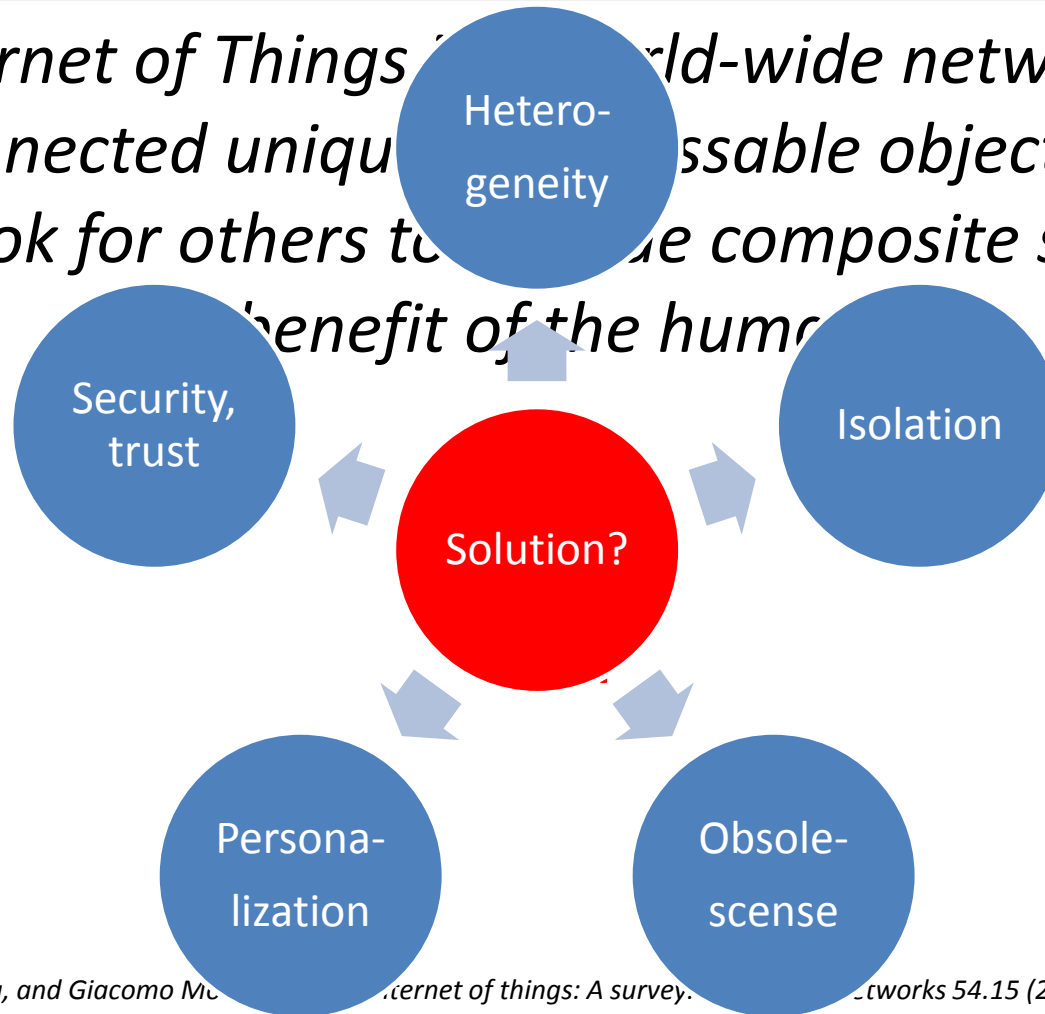 rnet of Things rld-wide netw
Hetero-
geneity
nected uniqu ssable object
ok for others to de composite s
benefit of the huma
Security,
trust
Isolation
Solution?
Persona-
lization
Obsole-
scense
, and Giacomo Mo ternet of things: A survey. tworks 54.15 (2